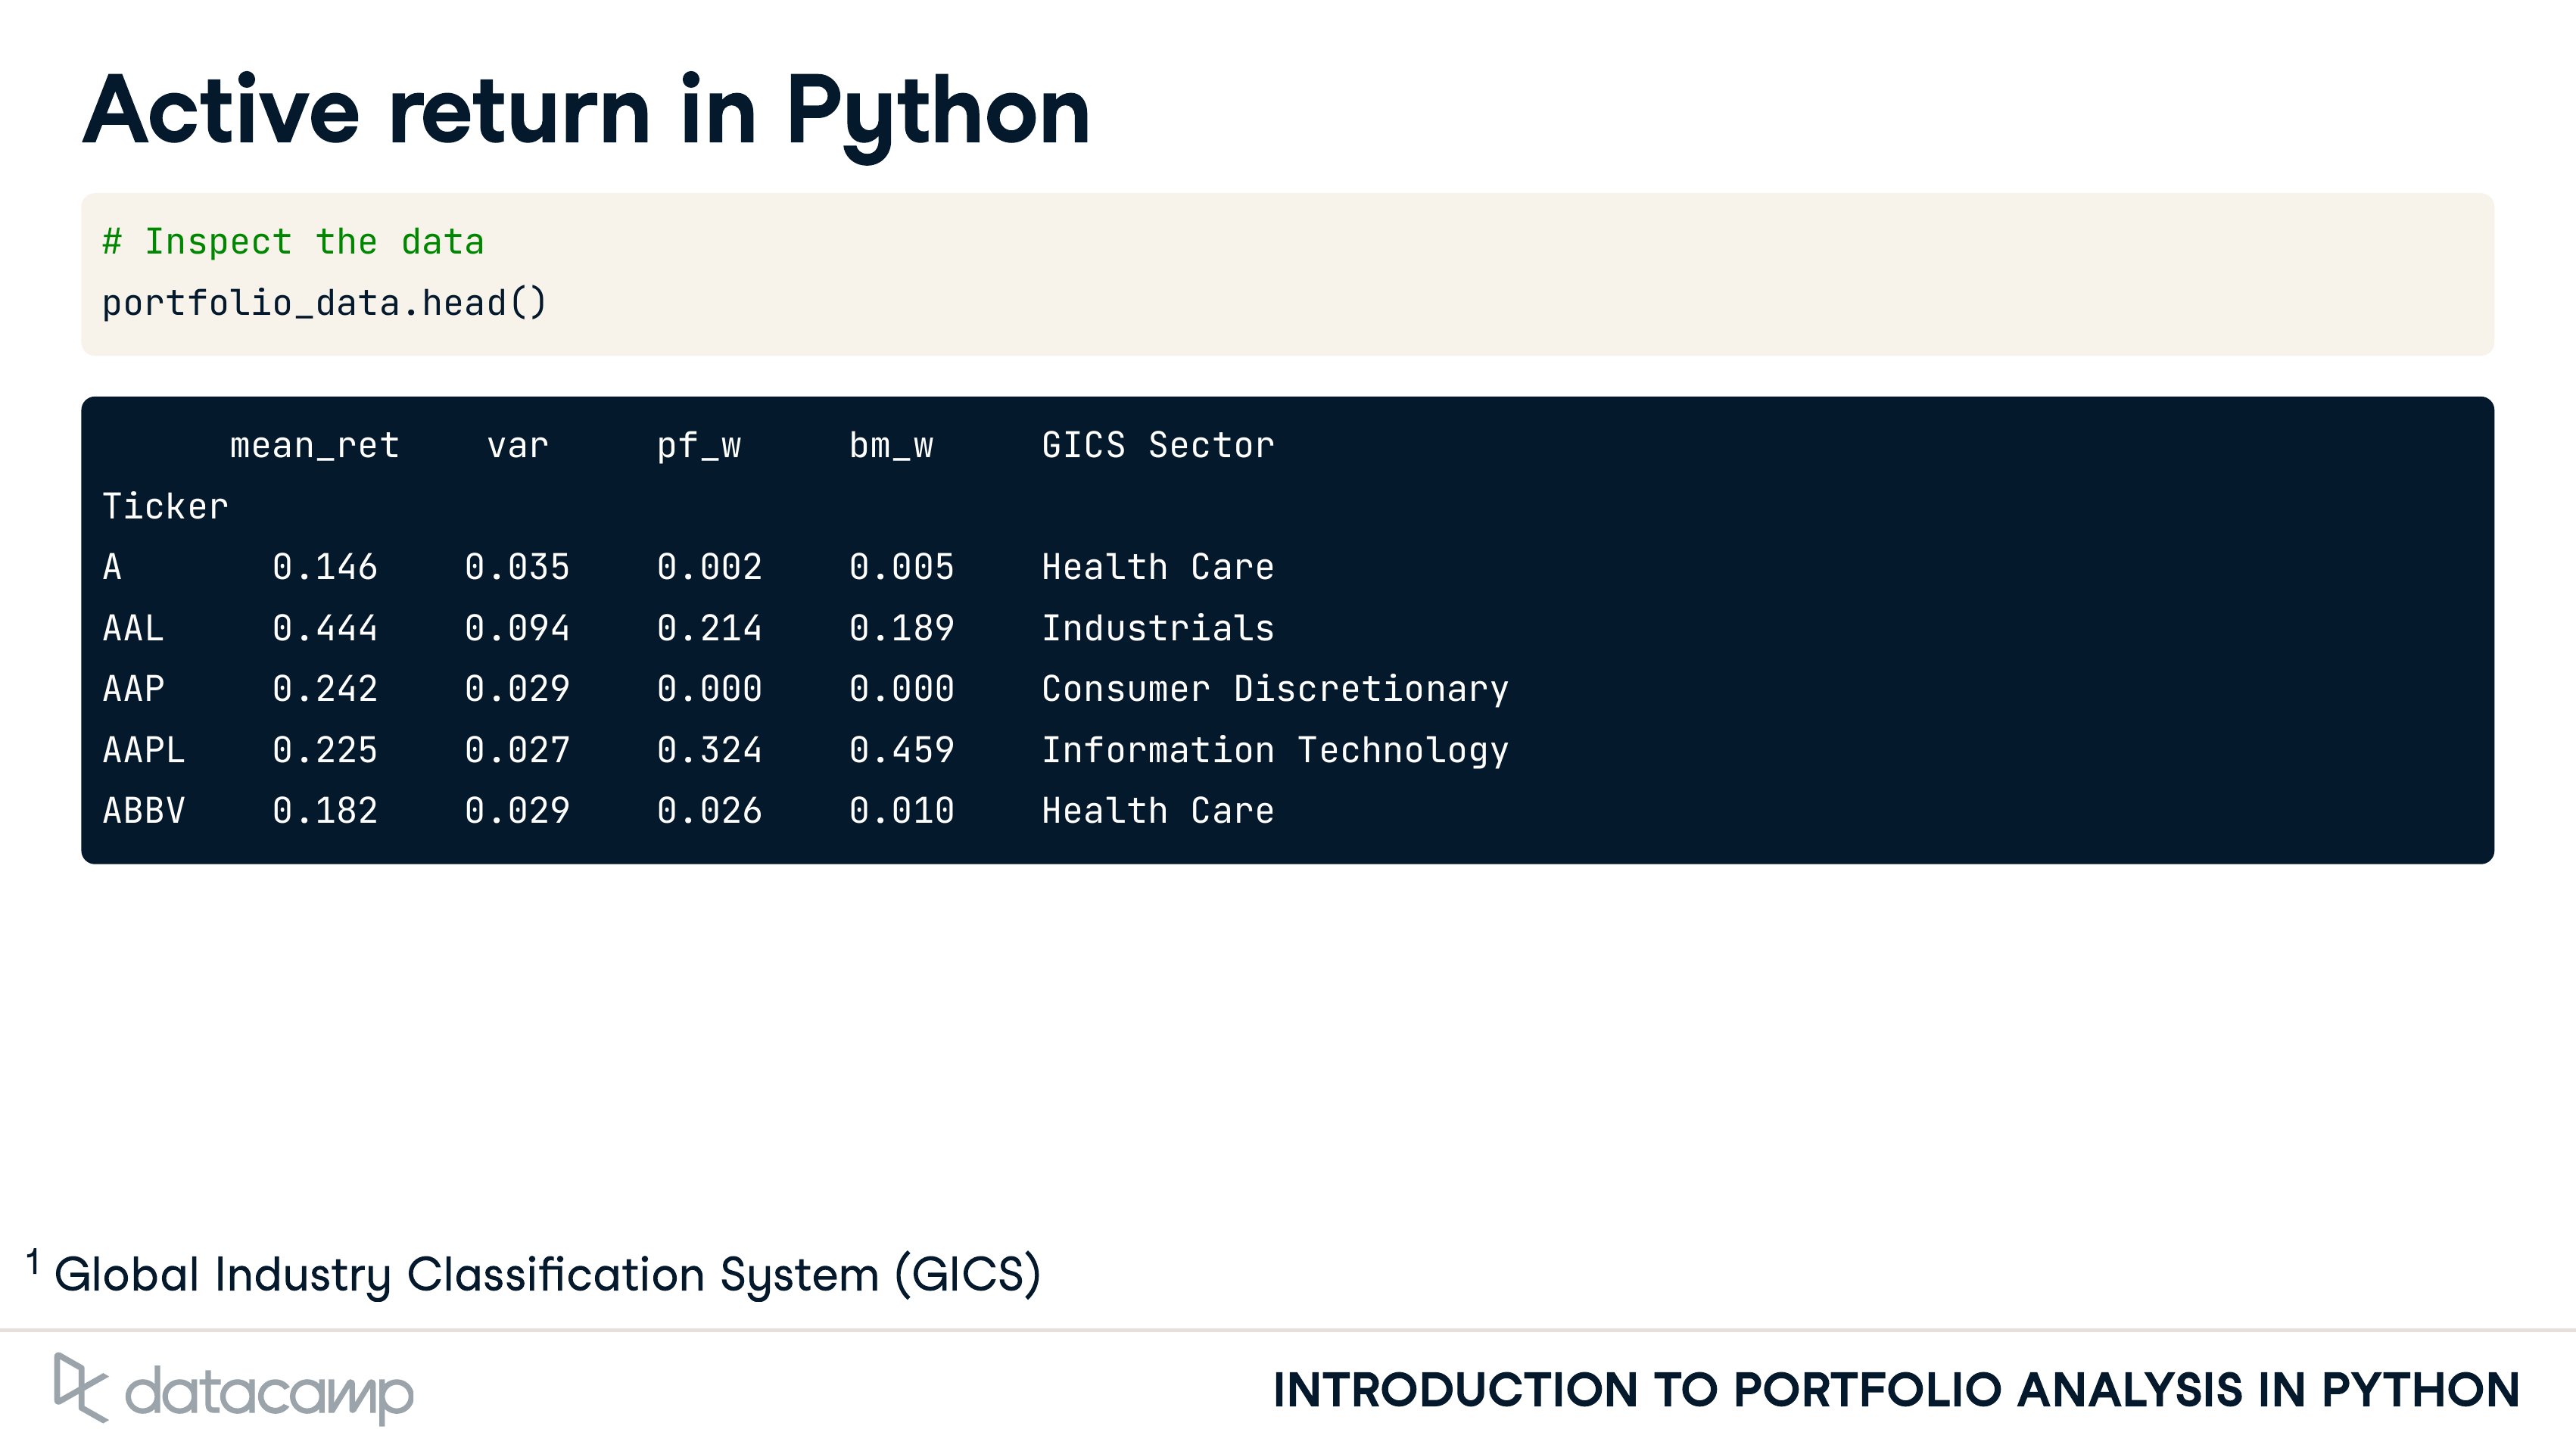 Active return in Python
# Inspect the data
portfolio_data.head()
mean_ret var pf_w bm_w GICS Sector
Ticker
A 0.146 0.035 0.002 0.005 Health Care
AAL 0.444 0.094 0.214 0.189 Industrials
AAP 0.242 0.029 0.000 0.000 Consumer Discretionary
AAPL 0.225 0.027 0.324 0.459 Information Technology
ABBV 0.182 0.029 0.026 0.010 Health Care
1 Global Industry Classification System (GICS)
datacamp
INTRODUCTION TO PORTFOLIO ANALYSIS IN PYTHON